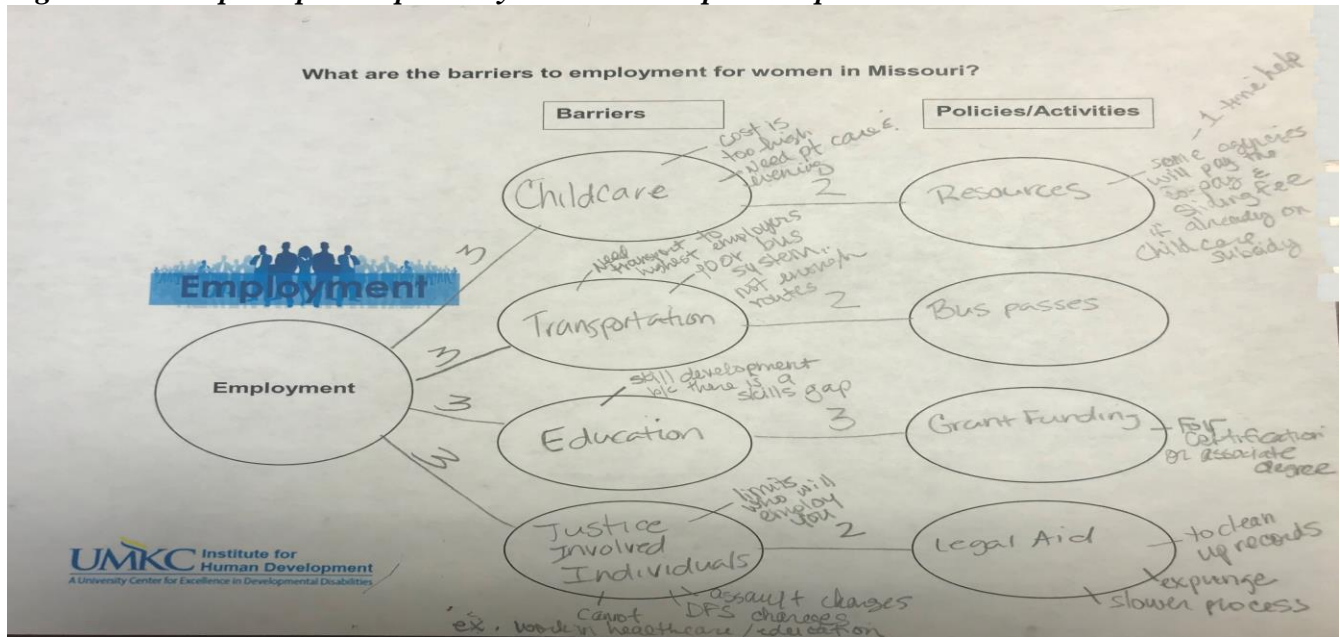 What are the barriers to employment for women in Missouri?
Barriers
Policies/Activities
Childcare
cost is
too high
Need pt care &
evening
2
Resources
- 1 time help
some agencies
will pay the
co-pay &
sliding fee
if already on
Child care
subsidy
3
Employment
Employment
Transportation
Need
transport to
highest employers
poor bus
system:
not enough
routes
2
Bus passes
3
Education
skill development
b/c there is a
skills gap
3
Grant Funding
For
certification
or associate
degree
3
Justice
Involved
Individuals
limits
who will
employ
you
2
Legal Aid
to clean
up records
expunge
slower process
3
assault charges
DFS charges
cannot
ex. work in healthcare/education
UMKC Institute for
Human Development
A University Center for Excellence in Developmental Disabilities